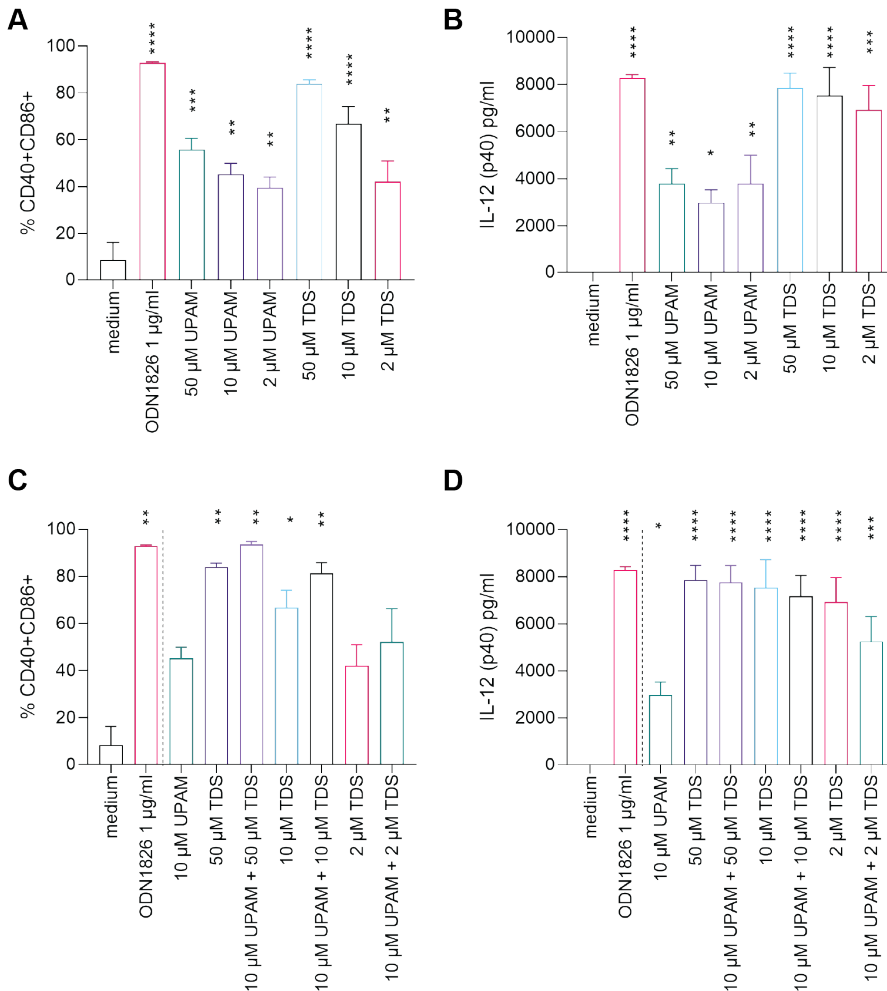 A
% CD40+CD86+
100
80
60
40
20
0
****
***
**
**
****
****
**
medium
ODN1826 1 µg/ml
50 µM UPAM
10 µM UPAM
2 µM UPAM
50 µM TDS
10 µM TDS
2 µM TDS
B
IL-12 (p40) pg/ml
10000
8000
6000
4000
2000
0
****
**
*
**
****
****
***
medium
ODN1826 1 µg/ml
50 µM UPAM
10 µM UPAM
2 µM UPAM
50 µM TDS
10 µM TDS
2 µM TDS
C
% CD40+CD86+
100
80
60
40
20
0
**
**
**
*
**
medium
ODN1826 1 µg/ml
10 µM UPAM
50 µM TDS
10 µM UPAM + 50 µM TDS
10 µM TDS
10 µM UPAM + 10 µM TDS
2 µM TDS
10 µM UPAM + 2 µM TDS
D
IL-12 (p40) pg/ml
10000
8000
6000
4000
2000
0
****
*
****
****
****
****
****
***
medium
ODN1826 1 µg/ml
10 µM UPAM
50 µM TDS
10 µM UPAM + 50 µM TDS
10 µM TDS
10 µM UPAM + 10 µM TDS
2 µM TDS
10 µM UPAM + 2 µM TDS